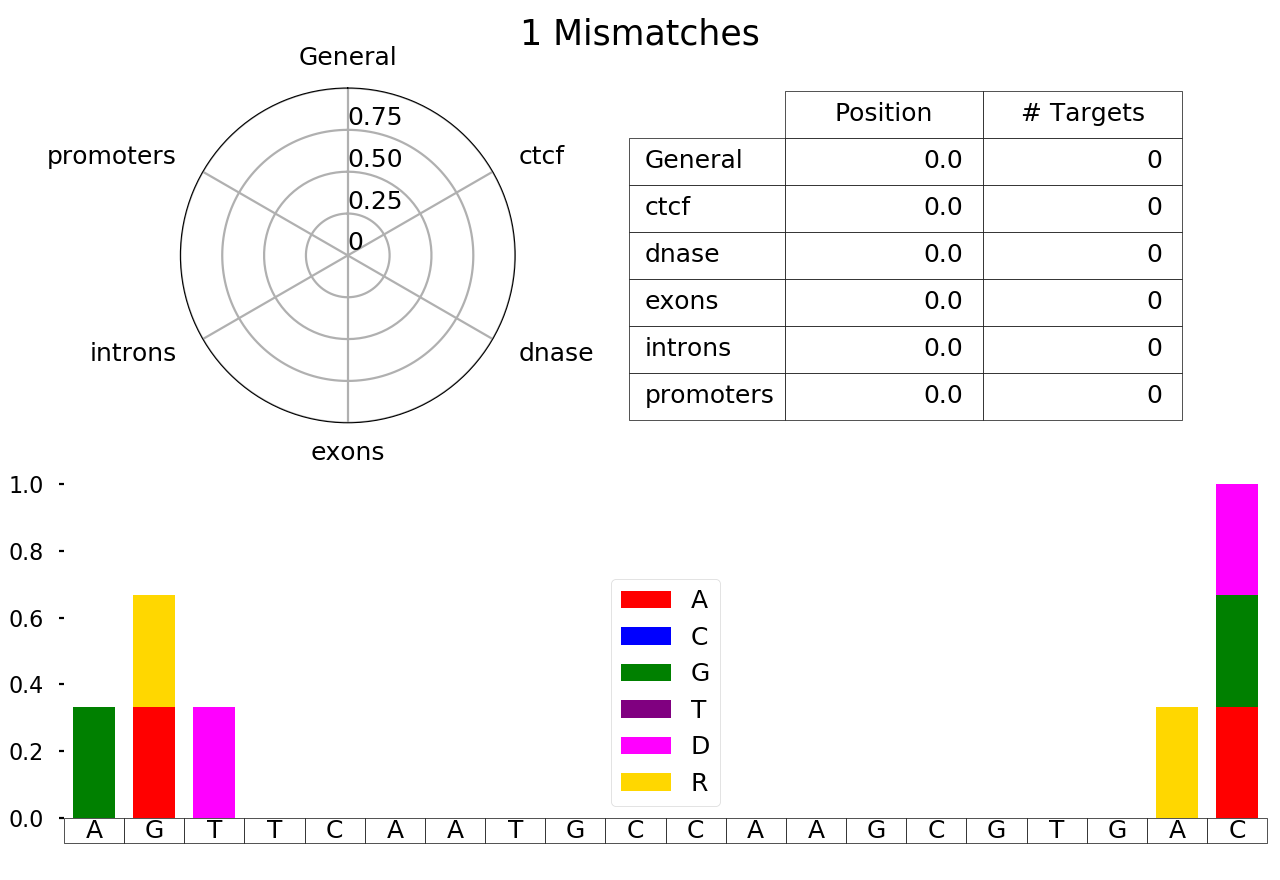 1 Mismatches
General
promoters
ctcf
introns
dnase
exons
0.75
0.50
0.25
0
Position # Targets
General 0.0 0
ctcf 0.0 0
dnase 0.0 0
exons 0.0 0
introns 0.0 0
promoters 0.0 0
1.0
0.8
0.6
0.4
0.2
0.0
A
C
G
T
D
R
A G T T C A A T G C C A A G C G T G A C